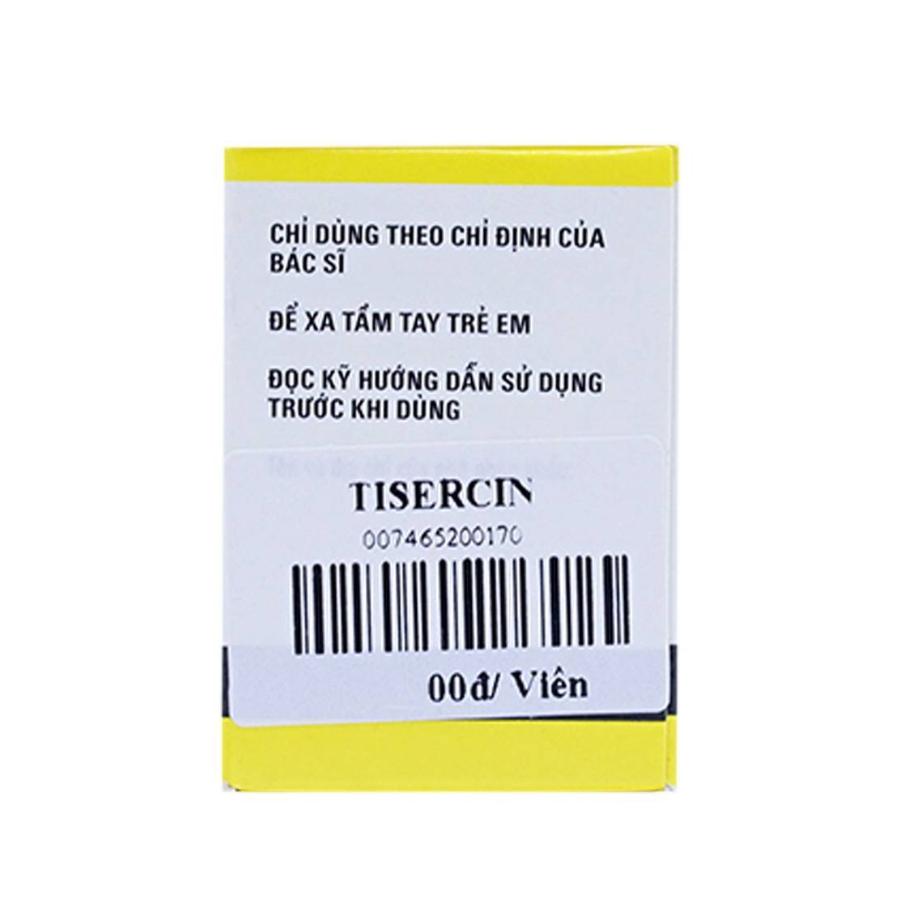 CHỈ DÙNG THEO CHỈ ĐỊNH CỦA
BÁC SĨ
ĐỂ XA TẦM TAY TRẺ EM
ĐỌC KỸ HƯỚNG DẪN SỬ DỤNG
TRƯỚC KHI DÙNG
TISERCIN
007465200170
00đ/ Viên